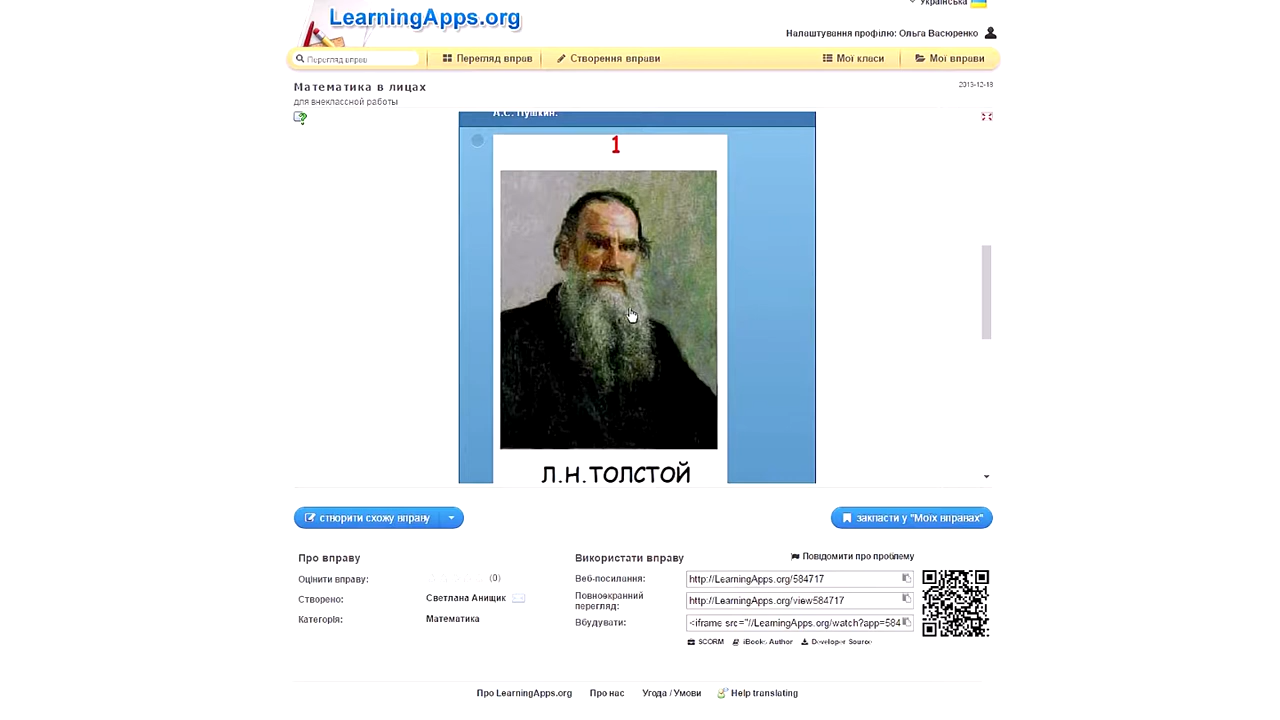 LearningApps.org
Українська
Налаштування профілю: Ольга Васюренко
Перегляд вправ
Перегляд вправ
Створення вправи
Мої класи
Мої вправи
Математика в лицах
2013-12-18
для внеклассной работы
А.С. Пушкин.
1
Л.Н.ТОЛСТОЙ
створити схожу вправу
закласти у "Моїх вправах"
Про вправу
Використати вправу
Повідомити про проблему
Оцінити вправу:
(0)
Веб-посилання:
http://LearningApps.org/584717
Створено:
Светлана Анищик
Повноекранний перегляд:
http://LearningApps.org/view584717
Категорія:
Математика
Вбудувати:
<iframe src="//LearningApps.org/watch?app=584
SCORM
iBooks Author
Developer Source
Про LearningApps.org
Про нас
Угода / Умови
Help translating